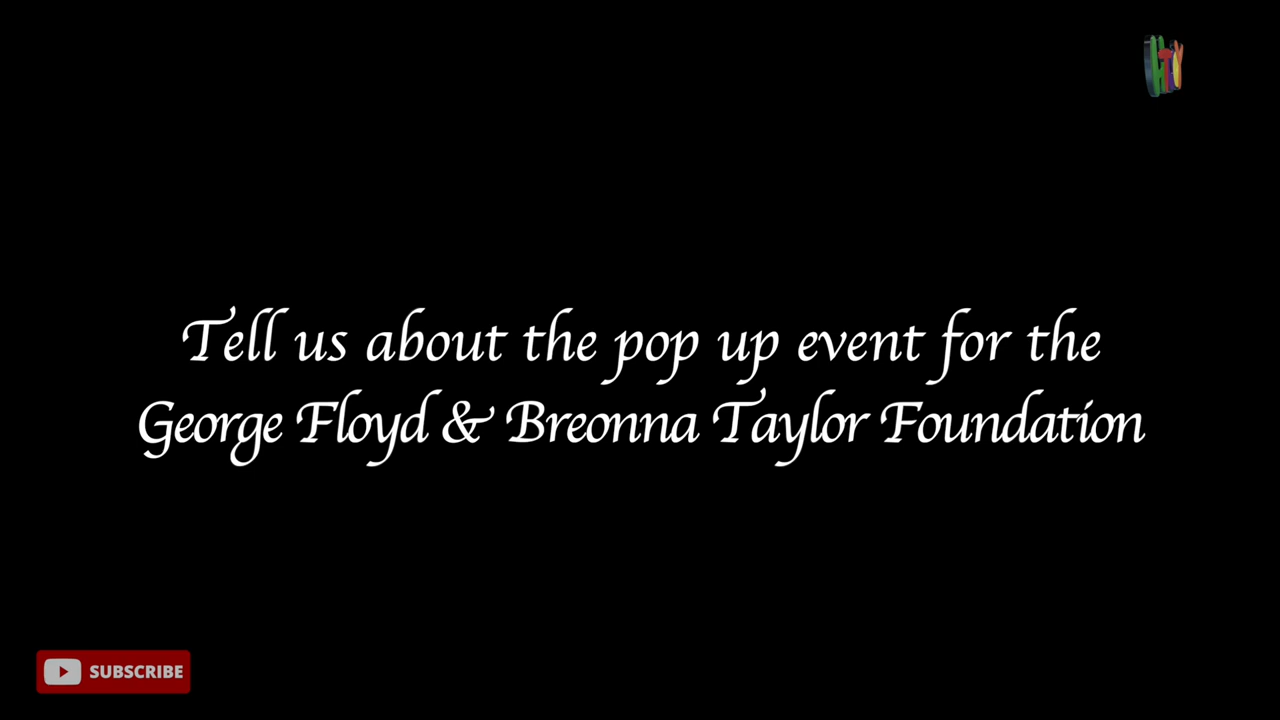 Tell us about the pop up event for the
George Floyd & Breonna Taylor Foundation
SUBSCRIBE